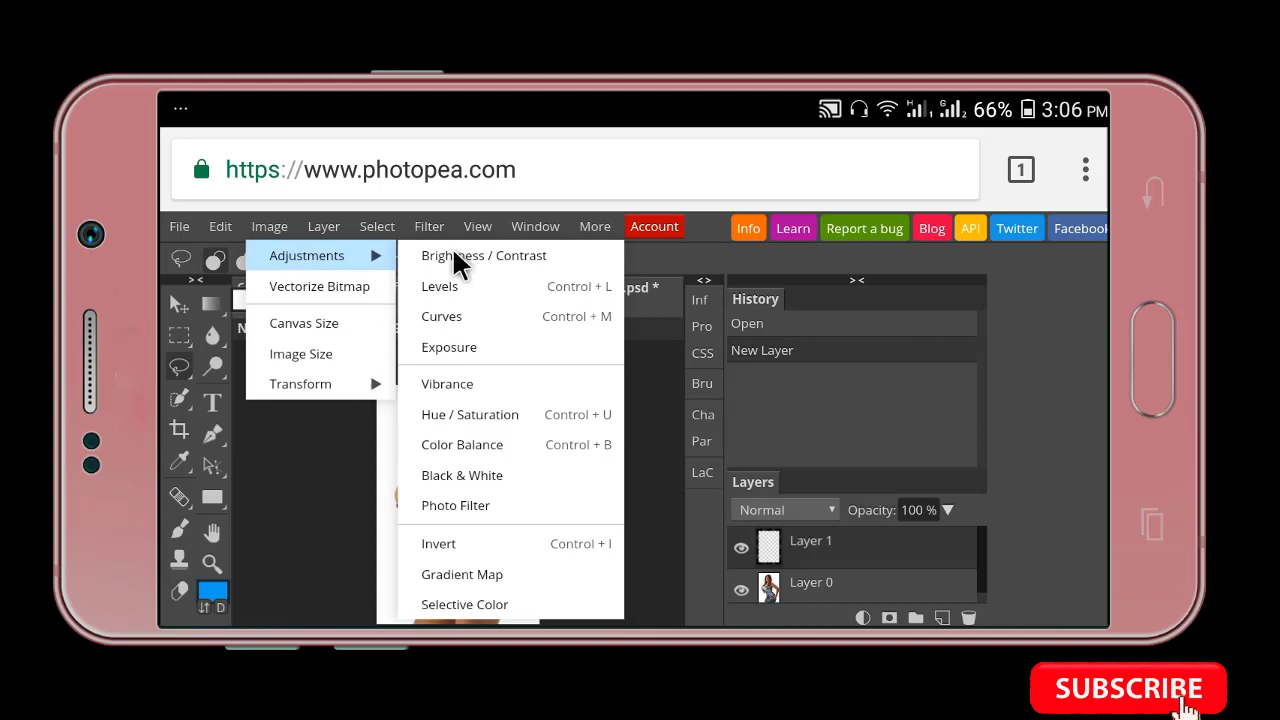 ...
66% 3:06 PM
https://www.photopea.com
1
File Edit Image Layer Select Filter View Window More Account Info Learn Report a bug Blog API Twitter Facebook
Adjustments
Vectorize Bitmap
Canvas Size
Image Size
Transform
Brightness / Contrast
Levels Control + L
Curves Control + M
Exposure
Vibrance
Hue / Saturation Control + U
Color Balance Control + B
Black & White
Photo Filter
Invert Control + I
Gradient Map
Selective Color
.psd *
> <
< >
> <
Inf
Pro
CSS
Bru
Cha
Par
LaC
History
Open
New Layer
Layers
Normal Opacity: 100 %
Layer 1
Layer 0
D
SUBSCRIBE